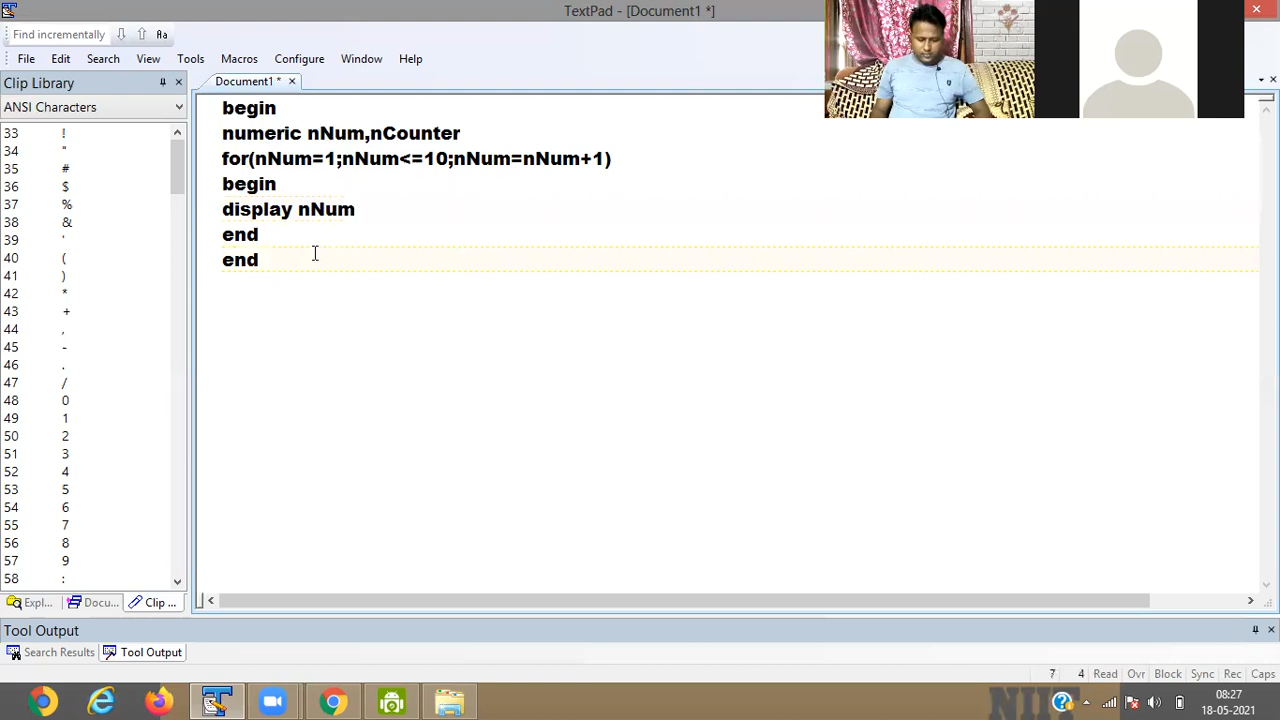 TextPad - [Document1 *]
Find incrementally
Aa
File Edit Search View Tools Macros Configure Window Help
Clip Library
Document1 *
ANSI Characters
33 !
34 "
35 #
36 $
37 %
38 &
39 '
40 (
41 )
42 *
43 +
44 ,
45 -
46 .
47 /
48 0
49 1
50 2
51 3
52 4
53 5
54 6
55 7
56 8
57 9
58 :
begin
numeric nNum,nCounter
for(nNum=1;nNum<=10;nNum=nNum+1)
begin
display nNum
end
end
Expl... Docu... Clip ...
Tool Output
Search Results Tool Output
7 4 Read Ovr Block Sync Rec Caps
NIIT
08:27
18-05-2021